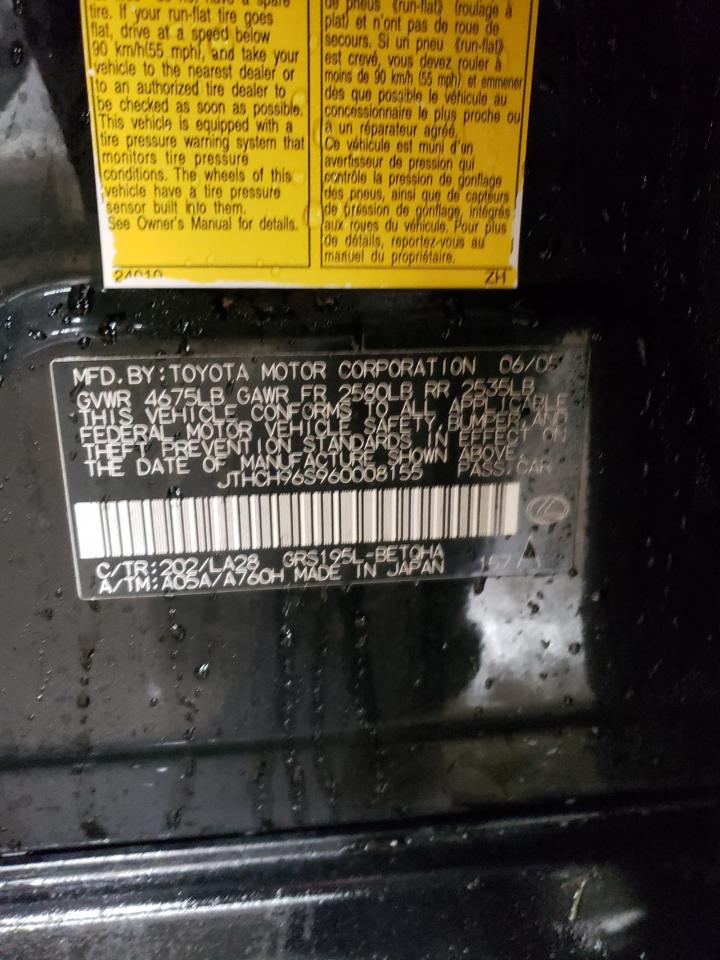 tire. If your run-flat tire goes
flat, drive at a speed below
90 km/h(55 mph), and take your
vehicle to the nearest dealer or
to an authorized tire dealer to
be checked as soon as possible.
This vehicle is equipped with a
tire pressure warning system that
monitors tire pressure
conditions. The wheels of this
vehicle have a tire pressure
sensor built into them.
See Owner's Manual for details.
de pneus (run-flat) (roulage à
plat) et n'ont pas de roue de
secours. Si un pneu (run-flat)
est crevé, vous devez rouler à
moins de 90 km/h (55 mph) et emmener
dès que possible le véhicule au
concessionnaire le plus proche ou
à un réparateur agréé.
Ce véhicule est muni d'un
avertisseur de pression qui
contrôle la pression de gonflage
des pneus, ainsi que de capteurs
de pression de gonflage, intégrés
aux roues du véhicule. Pour plus
de détails, reportez-vous au
manuel du propriétaire.
24010 ZH
MFD.BY:TOYOTA MOTOR CORPORATION 06/05
GVWR 4675LB GAWR FR 2580LB RR 2535LB
THIS VEHICLE CONFORMS TO ALL APPLICABLE
FEDERAL MOTOR VEHICLE SAFETY,BUMPER,AND
THEFT PREVENTION STANDARDS IN EFFECT ON
THE DATE OF MANUFACTURE SHOWN ABOVE.
JTHCH96S960008155 PASS.CAR
C/TR:202/LA28 GRS195L-BETQHA
A/TM:A05A/A760H MADE IN JAPAN